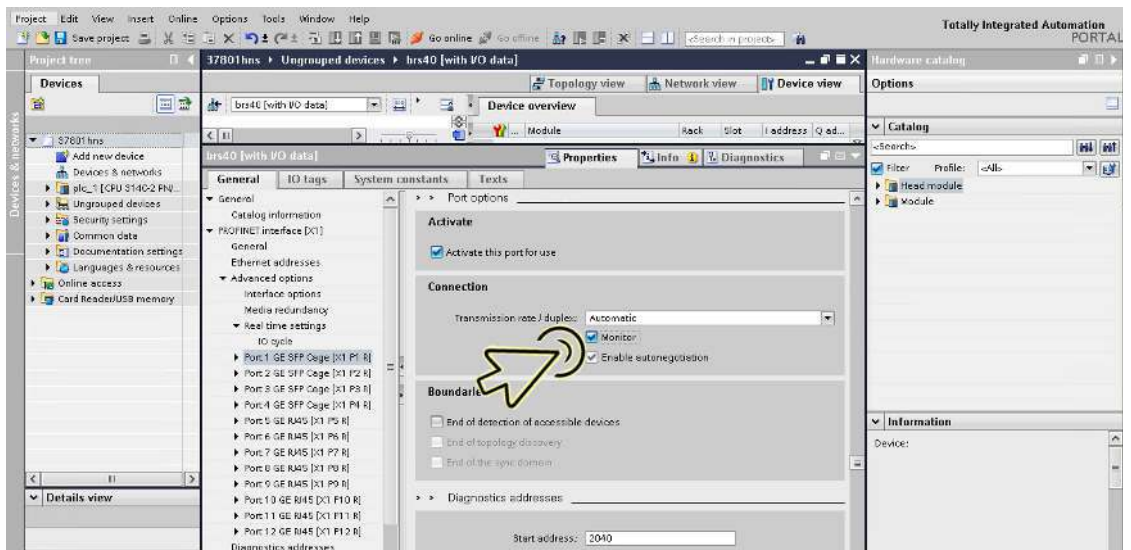 Project Edit View Insert Online Options Tools Window Help
Totally Integrated Automation
PORTAL
Save project Go online Go offline <Search in project>
Project tree
37801hns Ungrouped devices brs40 [with I/O data]
Hardware catalog
Devices
Topology view Network view Device view
Options
brs40 [with I/O data]
Device overview
... Module Rack Slot I address Q ad...
Devices & networks
37801hns
Add new device
Devices & networks
plc_1 [CPU 314C-2 PN/...
Ungrouped devices
Security settings
Common data
Documentation settings
Languages & resources
Online access
Card Reader/USB memory
Details view
brs40 [with I/O data]
Properties Info Diagnostics
General IO tags System constants Texts
General
Catalog information
PROFINET interface [X1]
General
Ethernet addresses
Advanced options
Interface options
Media redundancy
Real time settings
IO cycle
Port 1 GE SFP Cage [X1 P1 R]
Port 2 GE SFP Cage [X1 P2 R]
Port 3 GE SFP Cage [X1 P3 R]
Port 4 GE SFP Cage [X1 P4 R]
Port 5 GE RJ45 [X1 P5 R]
Port 6 GE RJ45 [X1 P6 R]
Port 7 GE RJ45 [X1 P7 R]
Port 8 GE RJ45 [X1 P8 R]
Port 9 GE RJ45 [X1 P9 R]
Port 10 GE RJ45 [X1 P10 R]
Port 11 GE RJ45 [X1 P11 R]
Port 12 GE RJ45 [X1 P12 R]
Diagnostics addresses
Port options
Activate
Activate this port for use
Connection
Transmission rate / duplex: Automatic
Monitor
Enable autonegotiation
Boundarie
End of detection of accessible devices
End of topology discovery
End of the sync domain
Diagnostics addresses
Start address: 2040
Catalog
<Search>
Filter Profile: <All>
Head module
Module
Information
Device: